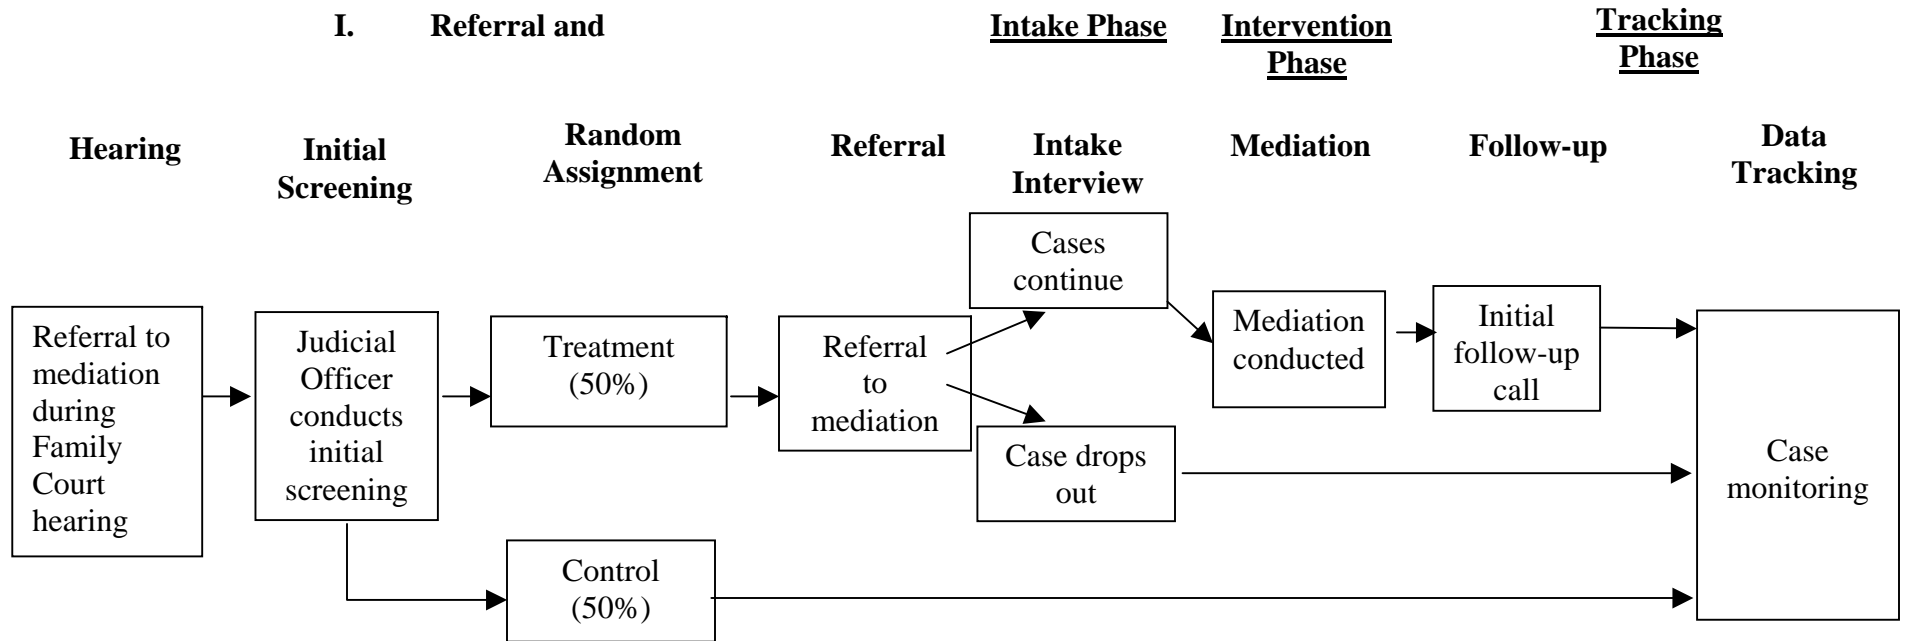 I. Referral and
Intake Phase
Intervention
Phase
Tracking
Phase
Hearing
Initial
Screening
Random
Assignment
Referral
Intake
Interview
Mediation
Follow-up
Data
Tracking
Referral to
mediation
during
Family
Court
hearing
Judicial
Officer
conducts
initial
screening
Treatment
(50%)
Control
(50%)
Referral
to
mediation
Cases
continue
Case drops
out
Mediation
conducted
Initial
follow-up
call
Case
monitoring